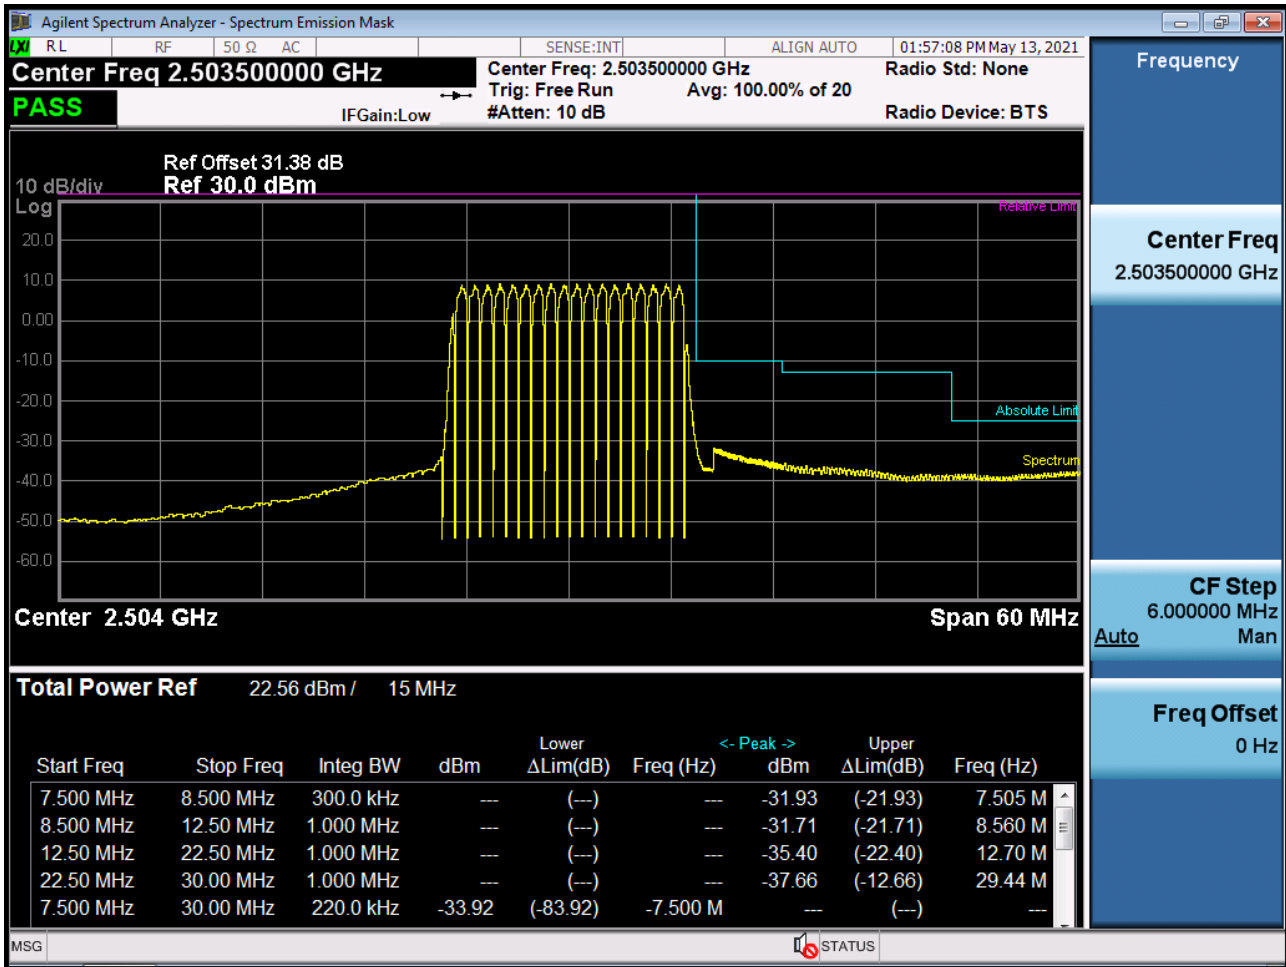 Agilent Spectrum Analyzer - Spectrum Emission Mask
LXI RL RF 50 Ω AC SENSE:INT ALIGN AUTO 01:57:08 PM May 13, 2021
Center Freq 2.503500000 GHz
Center Freq: 2.503500000 GHz
Radio Std: None
Trig: Free Run
Avg: 100.00% of 20
PASS
IFGain:Low
#Atten: 10 dB
Radio Device: BTS
Frequency
Ref Offset 31.38 dB
10 dB/div
Ref 30.0 dBm
Log
Relative Limit
20.0
10.0
0.00
-10.0
-20.0
-30.0
-40.0
-50.0
-60.0
Absolute Limit
Spectrum
Center 2.504 GHz
Span 60 MHz
Center Freq
2.503500000 GHz
CF Step
6.000000 MHz
Auto Man
Freq Offset
0 Hz
Total Power Ref 22.56 dBm / 15 MHz
Lower <- Peak -> Upper
Start Freq Stop Freq Integ BW dBm ΔLim(dB) Freq (Hz) dBm ΔLim(dB) Freq (Hz)
7.500 MHz 8.500 MHz 300.0 kHz --- (---) --- -31.93 (-21.93) 7.505 M
8.500 MHz 12.50 MHz 1.000 MHz --- (---) --- -31.71 (-21.71) 8.560 M
12.50 MHz 22.50 MHz 1.000 MHz --- (---) --- -35.40 (-22.40) 12.70 M
22.50 MHz 30.00 MHz 1.000 MHz --- (---) --- -37.66 (-12.66) 29.44 M
7.500 MHz 30.00 MHz 220.0 kHz -33.92 (-83.92) -7.500 M --- (---) ---
MSG STATUS